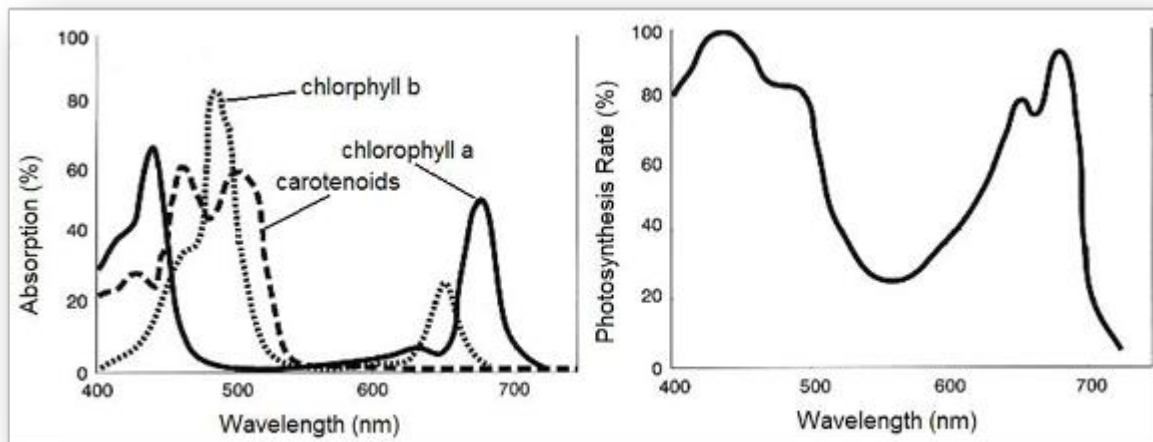 Absorption (%)
100
80
60
40
20
0
400
500
600
700
Wavelength (nm)
chlorphyll b
chlorophyll a
carotenoids
Photosynthesis Rate (%)
100
80
60
40
20
0
400
500
600
700
Wavelength (nm)